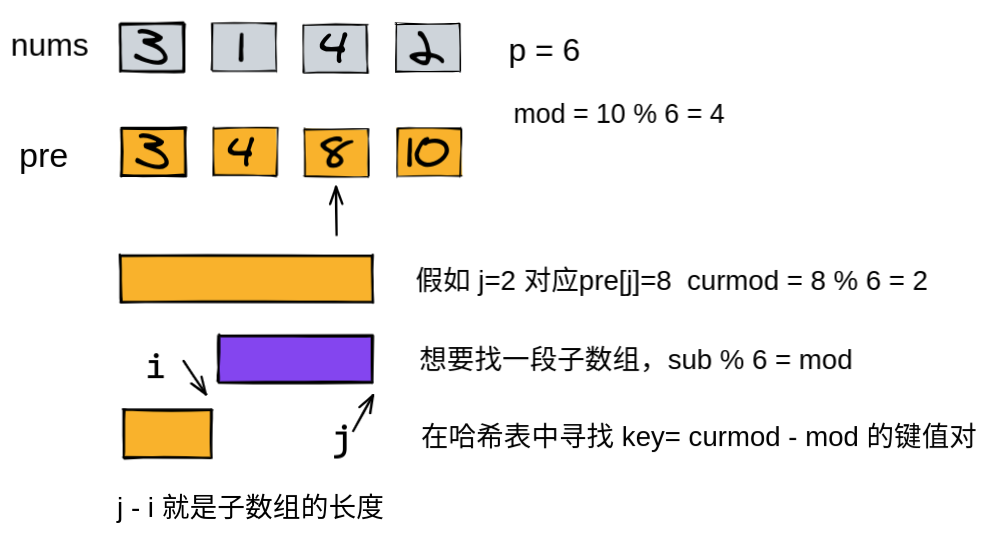 nums 3 1 4 2 p = 6
mod = 10 % 6 = 4
pre 3 4 8 10
假如 j=2 对应pre[j]=8 curmod = 8 % 6 = 2
想要找一段子数组，sub % 6 = mod
i
j
在哈希表中寻找 key= curmod - mod 的键值对
j - i 就是子数组的长度